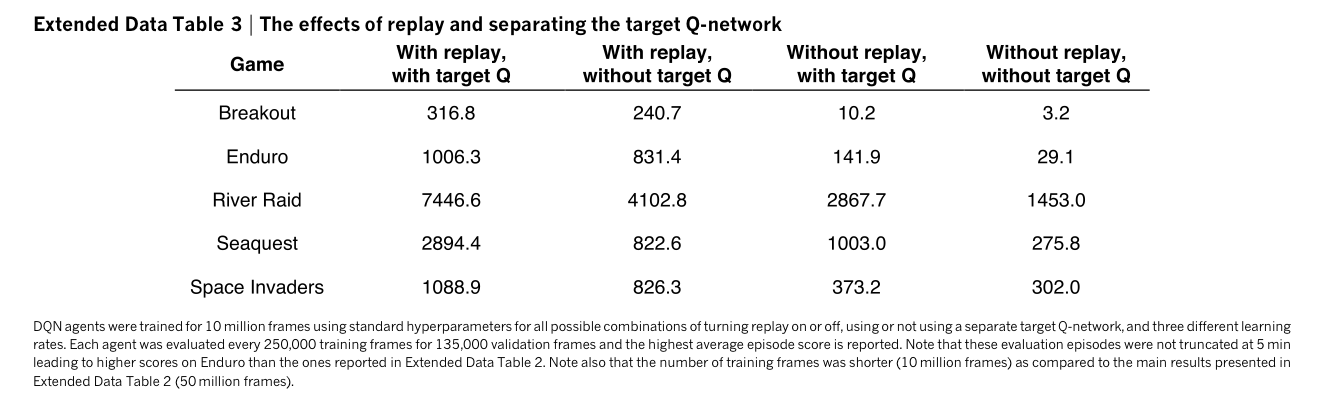 Extended Data Table 3 | The effects of replay and separating the target Q-network
Game With replay, with target Q With replay, without target Q Without replay, with target Q Without replay, without target Q
Breakout 316.8 240.7 10.2 3.2
Enduro 1006.3 831.4 141.9 29.1
River Raid 7446.6 4102.8 2867.7 1453.0
Seaquest 2894.4 822.6 1003.0 275.8
Space Invaders 1088.9 826.3 373.2 302.0
DQN agents were trained for 10 million frames using standard hyperparameters for all possible combinations of turning replay on or off, using or not using a separate target Q-network, and three different learning
rates. Each agent was evaluated every 250,000 training frames for 135,000 validation frames and the highest average episode score is reported. Note that these evaluation episodes were not truncated at 5 min
leading to higher scores on Enduro than the ones reported in Extended Data Table 2. Note also that the number of training frames was shorter (10 million frames) as compared to the main results presented in
Extended Data Table 2 (50 million frames).